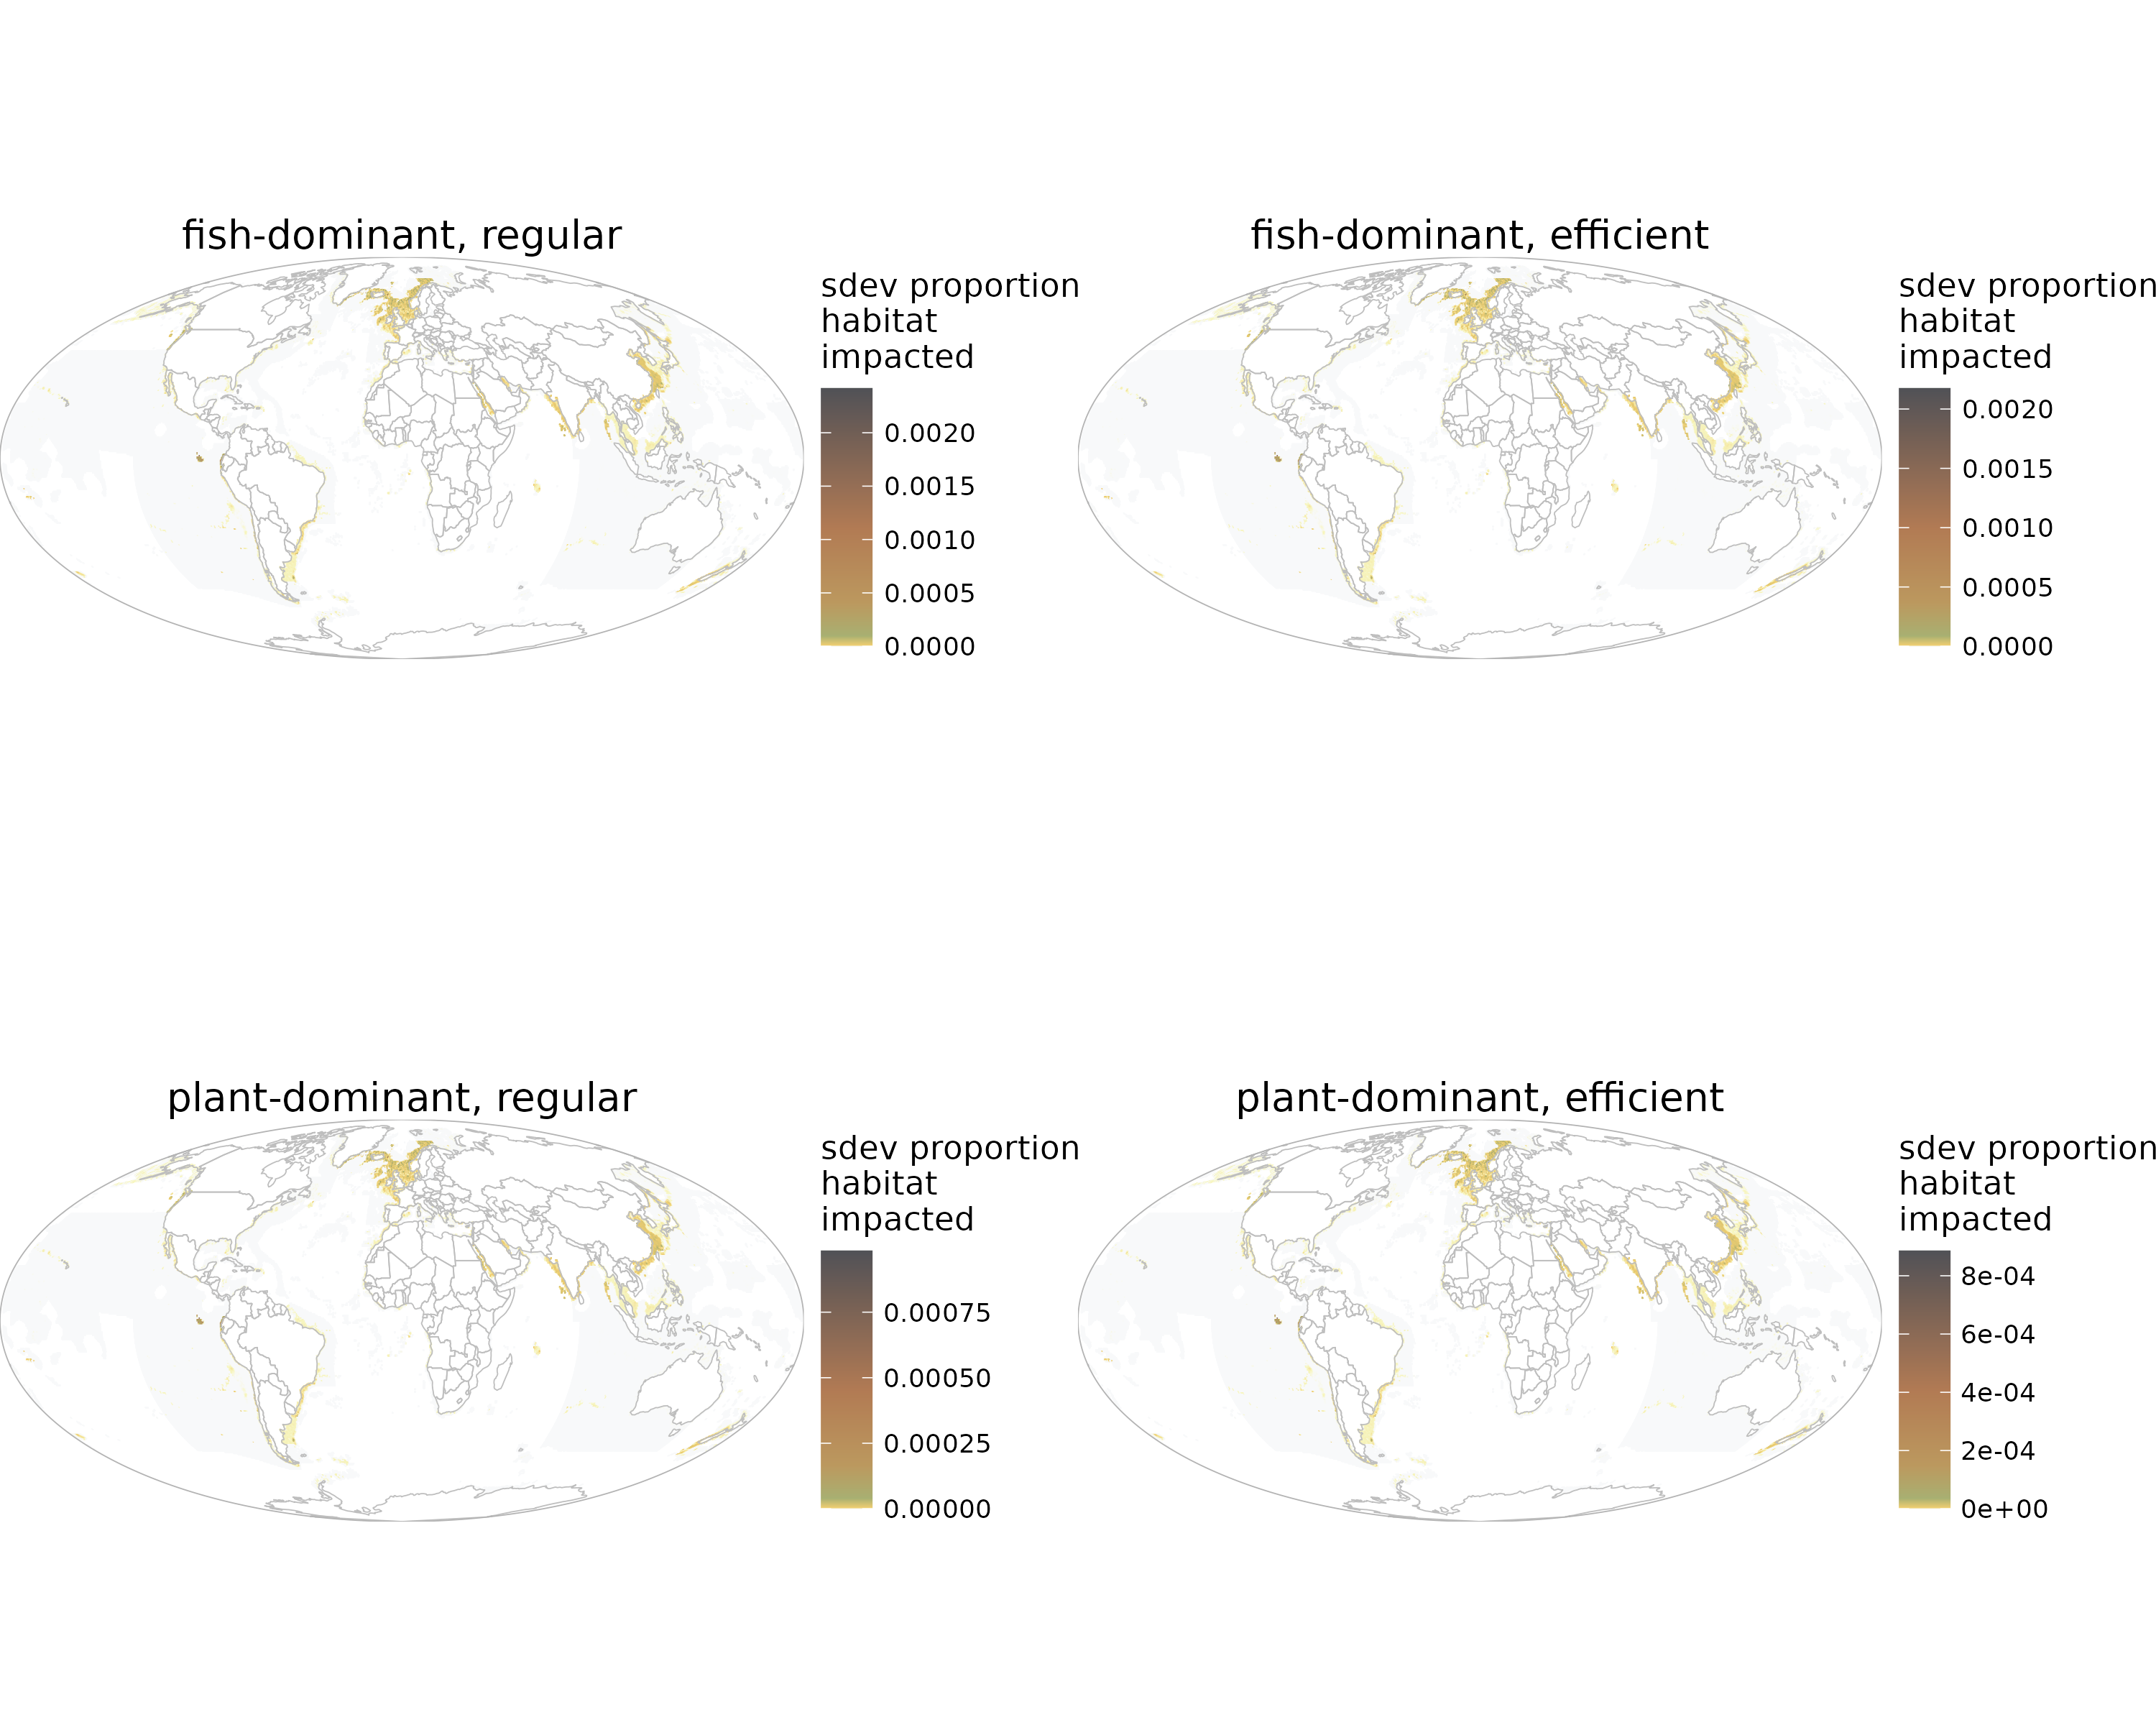 fish-dominant, regular
sdev proportion
habitat
impacted
0.0020
0.0015
0.0010
0.0005
0.0000
fish-dominant, efficient
sdev proportion
habitat
impacted
0.0020
0.0015
0.0010
0.0005
0.0000
plant-dominant, regular
sdev proportion
habitat
impacted
0.00075
0.00050
0.00025
0.00000
plant-dominant, efficient
sdev proportion
habitat
impacted
8e-04
6e-04
4e-04
2e-04
0e+00